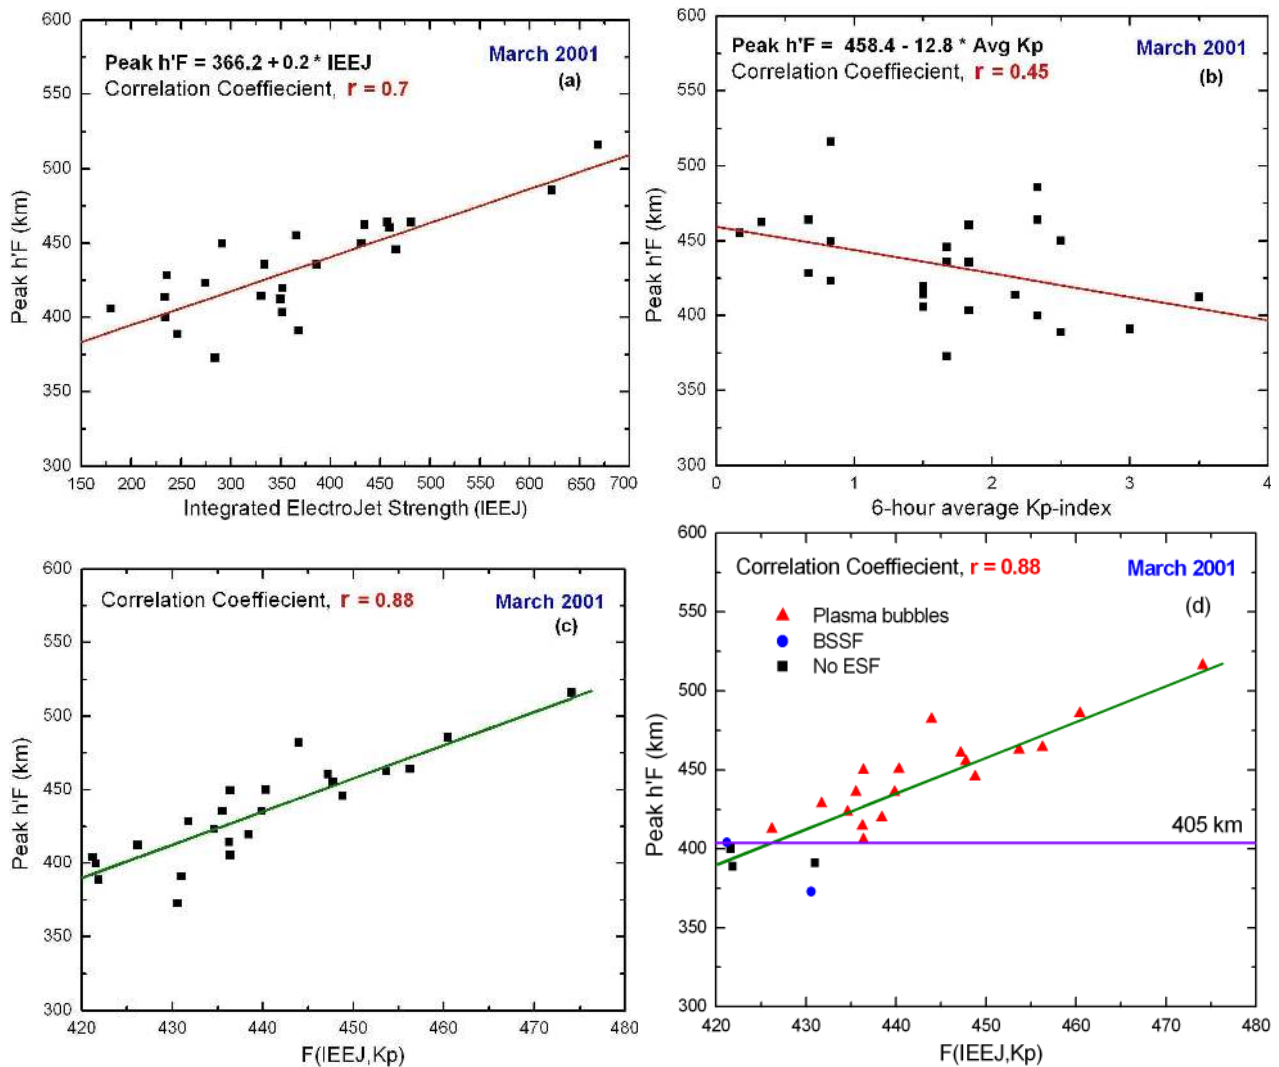 Peak h'F = 366.2 + 0.2 * IEEJ
March 2001
Correlation Coeffiecient, r = 0.7
(a)
600
550
500
450
400
350
300
Peak h'F (km)
150 200 250 300 350 400 450 500 550 600 650 700
Integrated ElectroJet Strength (IEEJ)
Peak h'F = 458.4 - 12.8 * Avg Kp
March 2001
Correlation Coeffiecient, r = 0.45
(b)
600
550
500
450
400
350
300
Peak h'F (km)
0 1 2 3 4
6-hour average Kp-index
Correlation Coeffiecient, r = 0.88
March 2001
(c)
600
550
500
450
400
350
300
Peak h'F (km)
420 430 440 450 460 470 480
F(IEEJ,Kp)
Correlation Coeffiecient, r = 0.88
March 2001
(d)
Plasma bubbles
BSSF
No ESF
405 km
600
550
500
450
400
350
300
Peak h'F (km)
420 430 440 450 460 470 480
F(IEEJ,Kp)